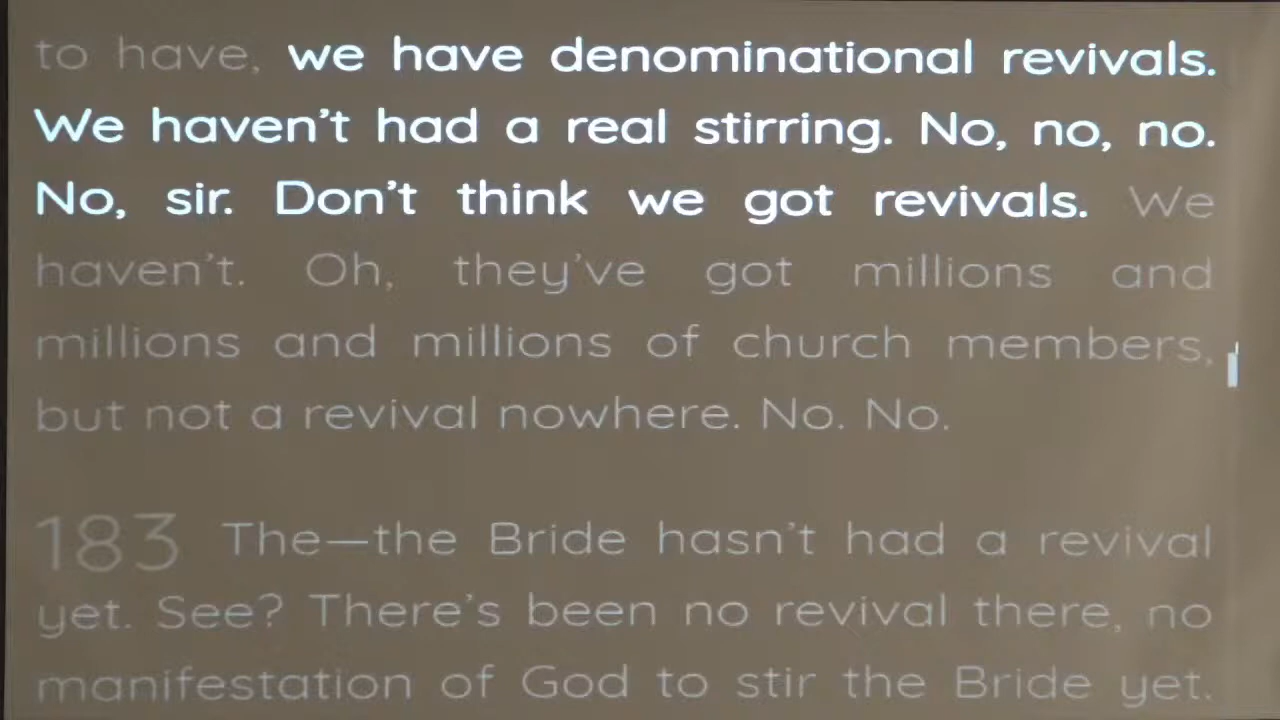 to have, we have denominational revivals.
We haven't had a real stirring. No, no, no.
No, sir. Don't think we got revivals. We
haven't. Oh, they've got millions and
millions and millions of church members,
but not a revival nowhere. No. No.
183 The—the Bride hasn't had a revival
yet. See? There's been no revival there, no
manifestation of God to stir the Bride yet.